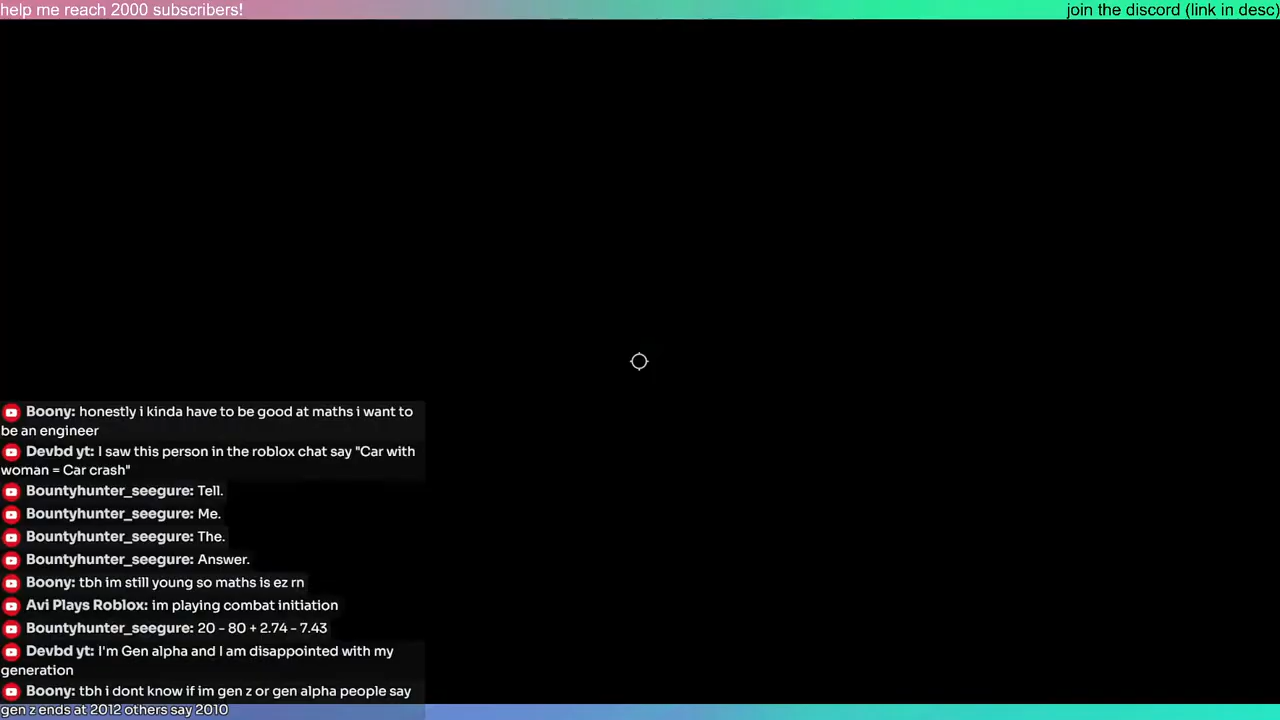 help me reach 2000 subscribers!
join the discord (link in desc)
Boony: honestly i kinda have to be good at maths i want to
be an engineer
Devbd yt: I saw this person in the roblox chat say "Car with
woman = Car crash"
Bountyhunter_seegure: Tell.
Bountyhunter_seegure: Me.
Bountyhunter_seegure: The.
Bountyhunter_seegure: Answer.
Boony: tbh im still young so maths is ez rn
Avi Plays Roblox: im playing combat initiation
Bountyhunter_seegure: 20 - 80 + 2.74 - 7.43
Devbd yt: I'm Gen alpha and I am disappointed with my
generation
Boony: tbh i dont know if im gen z or gen alpha people say
gen z ends at 2012 others say 2010